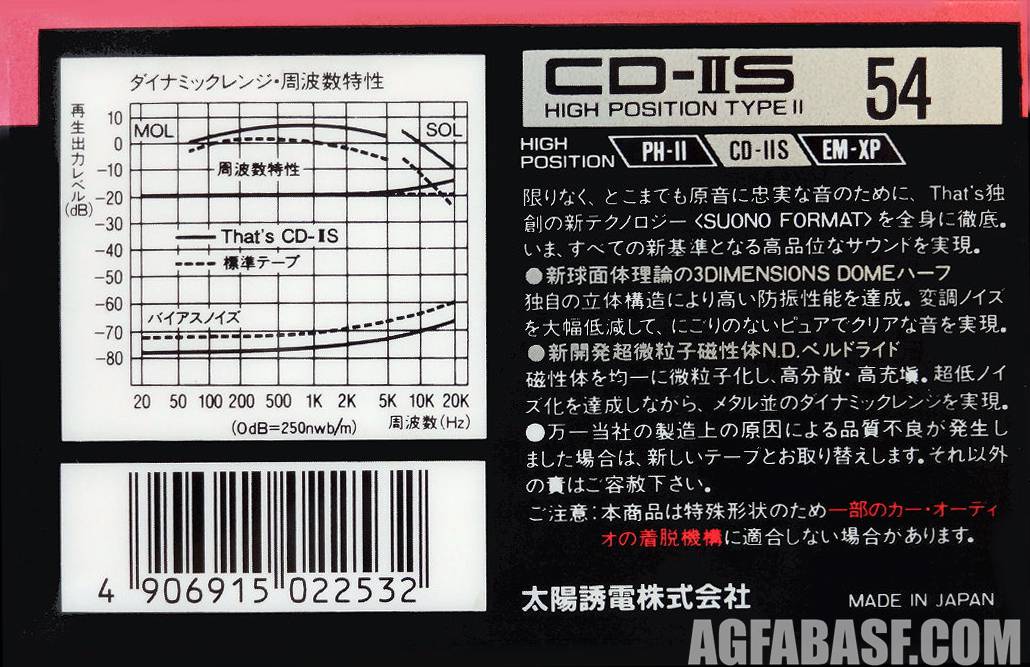 ダイナミックレンジ・周波数特性
再生出力レベル(dB)
10
0
-10
-20
-30
-40
-50
-60
-70
-80
MOL
SOL
周波数特性
That's CD-IIS
標準テープ
バイアスノイズ
20 50 100 200 500 1K 2K 5K 10K 20K
(0dB=250nwb/m) 周波数(Hz)
4 906915 022532
CD-IIS 54
HIGH POSITION TYPE II
HIGH POSITION PH-II CD-IIS EM-XP
限りなく、とこまでも原音に忠実な音のために、That's独
創の新テクノロジー〈SUONO FORMAT〉を全身に徹底。
いま、すべての新基準となる高品位なサウンドを実現。
●新球面体理論の3DIMENSIONS DOMEハーフ
独自の立体構造により高い防振性能を達成。変調ノイズ
を大幅低減して、にごりのないピュアでクリアな音を実現。
●新開発超微粒子磁性体N.D.ベルドライド
磁性体を均一に微粒子化し、高分散・高充塡。超低ノイ
ズ化を達成しながら、メタル並のダイナミックレンジを実現。
●万一当社の製造上の原因による品質不良が発生し
ました場合は、新しいテープとお取り替えします。それ以外
の責はご容赦下さい。
ご注意：本商品は特殊形状のため一部のカー・オーディ
オの着脱機構に適合しない場合があります。
太陽誘電株式会社 MADE IN JAPAN
AGFABASF.COM